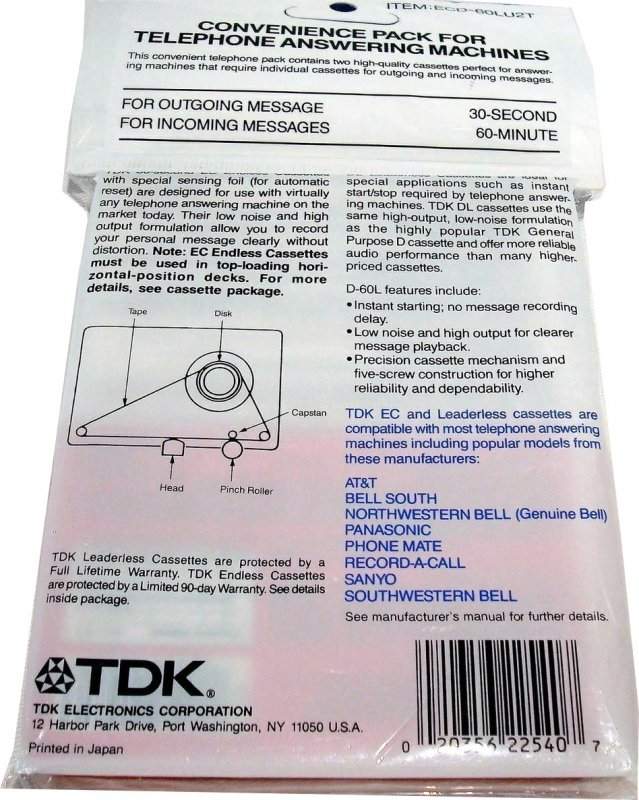 ITEM:ECD-60LU2T
CONVENIENCE PACK FOR
TELEPHONE ANSWERING MACHINES
This convenient telephone pack contains two high-quality cassettes perfect for answer-
ing machines that require individual cassettes for outgoing and incoming messages.
FOR OUTGOING MESSAGE 30-SECOND
FOR INCOMING MESSAGES 60-MINUTE
TDK 30-second EC Endless Cassettes
with special sensing foil (for automatic
reset) are designed for use with virtually
any telephone answering machine on the
market today. Their low noise and high
output formulation allow you to record
your personal message clearly without
distortion. Note: EC Endless Cassettes
must be used in top-loading hori-
zontal-position decks. For more
details, see cassette package.
Tape
Disk
Capstan
Head
Pinch Roller
TDK Leaderless Cassettes are protected by a
Full Lifetime Warranty. TDK Endless Cassettes
are protected by a Limited 90-day Warranty. See details
inside package.
Leaderless Cassettes are ideal for
special applications such as instant
start/stop required by telephone answer-
ing machines. TDK DL cassettes use the
same high-output, low-noise formulation
as the highly popular TDK General
Purpose D cassette and offer more reliable
audio performance than many higher-
priced cassettes.
D-60L features include:
•Instant starting; no message recording
delay.
•Low noise and high output for clearer
message playback.
•Precision cassette mechanism and
five-screw construction for higher
reliability and dependability.
TDK EC and Leaderless cassettes are
compatible with most telephone answering
machines including popular models from
these manufacturers:
AT&T
BELL SOUTH
NORTHWESTERN BELL (Genuine Bell)
PANASONIC
PHONE MATE
RECORD-A-CALL
SANYO
SOUTHWESTERN BELL
See manufacturer's manual for further details.
TDK®
TDK ELECTRONICS CORPORATION
12 Harbor Park Drive, Port Washington, NY 11050 U.S.A.
Printed in Japan
0 20356 22540 7